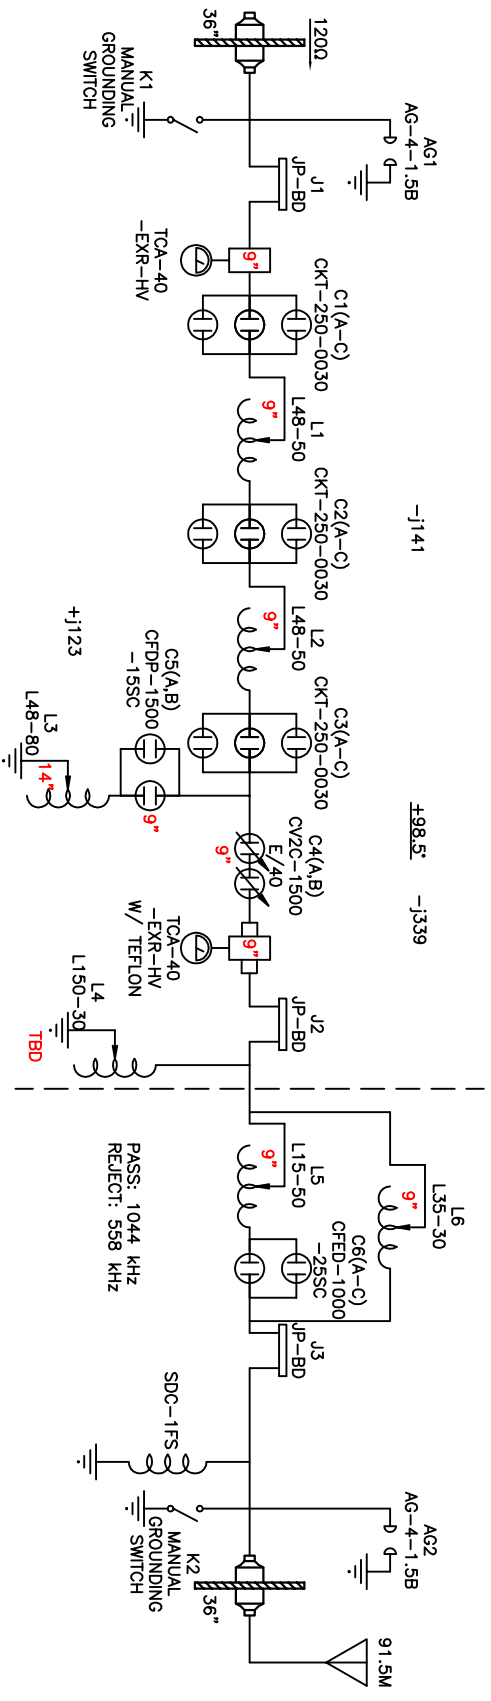 120Ω
36"
AG1
AG-4-1.5B
K1
MANUAL
GROUNDING
SWITCH
J1
JP-BD
9"
TCA-40
-EXR-HV
C1(A-C)
CKT-250-0030
L1
L48-50
9"
-j141
C2(A-C)
CKT-250-0030
L2
L48-50
9"
C3(A-C)
CKT-250-0030
+j123
C5(A,B)
CFDP-1500
-15SC
9"
L3
L48-80
14"
+98.5°
-j339
C4(A,B)
CV2C-1500
E/40
9"
9"
TCA-40
-EXR-HV
W/ TEFLON
J2
JP-BD
L4
L150-30
TBD
L6
L35-30
9"
L5
L15-50
9"
C6(A-C)
CFED-1000
-25SC
PASS: 1044 kHz
REJECT: 558 kHz
J3
JP-BD
SDC-1FS
AG2
AG-4-1.5B
K2
MANUAL
GROUNDING
SWITCH
36"
91.5M